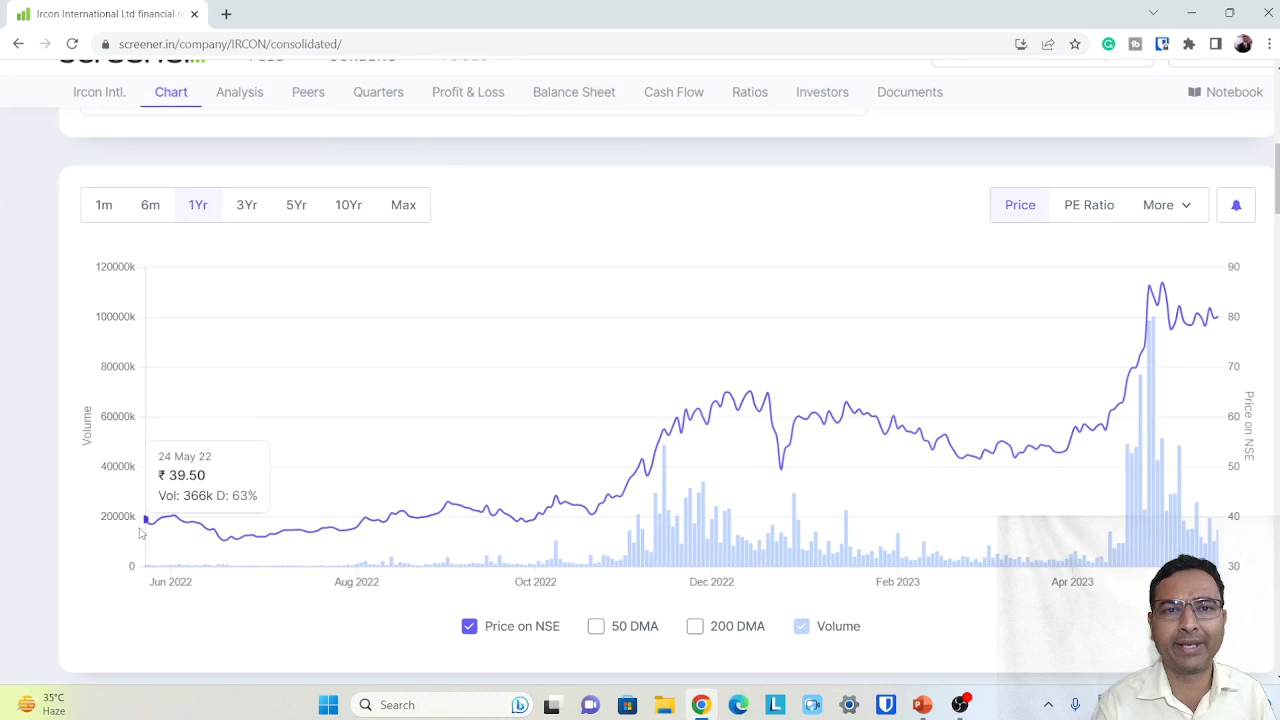 Ircon International Ltd financial r
screener.in/company/IRCON/consolidated/
Ircon Intl. Chart Analysis Peers Quarters Profit & Loss Balance Sheet Cash Flow Ratios Investors Documents Notebook
1m 6m 1Yr 3Yr 5Yr 10Yr Max Price PE Ratio More
120000k 90
100000k 80
80000k 70
60000k 60
40000k 50
20000k 40
0 30
Volume
Price on NSE
24 May 22
₹ 39.50
Vol: 366k D: 63%
Jun 2022 Aug 2022 Oct 2022 Dec 2022 Feb 2023 Apr 2023
Price on NSE 50 DMA 200 DMA Volume
35°C
Haze
Search